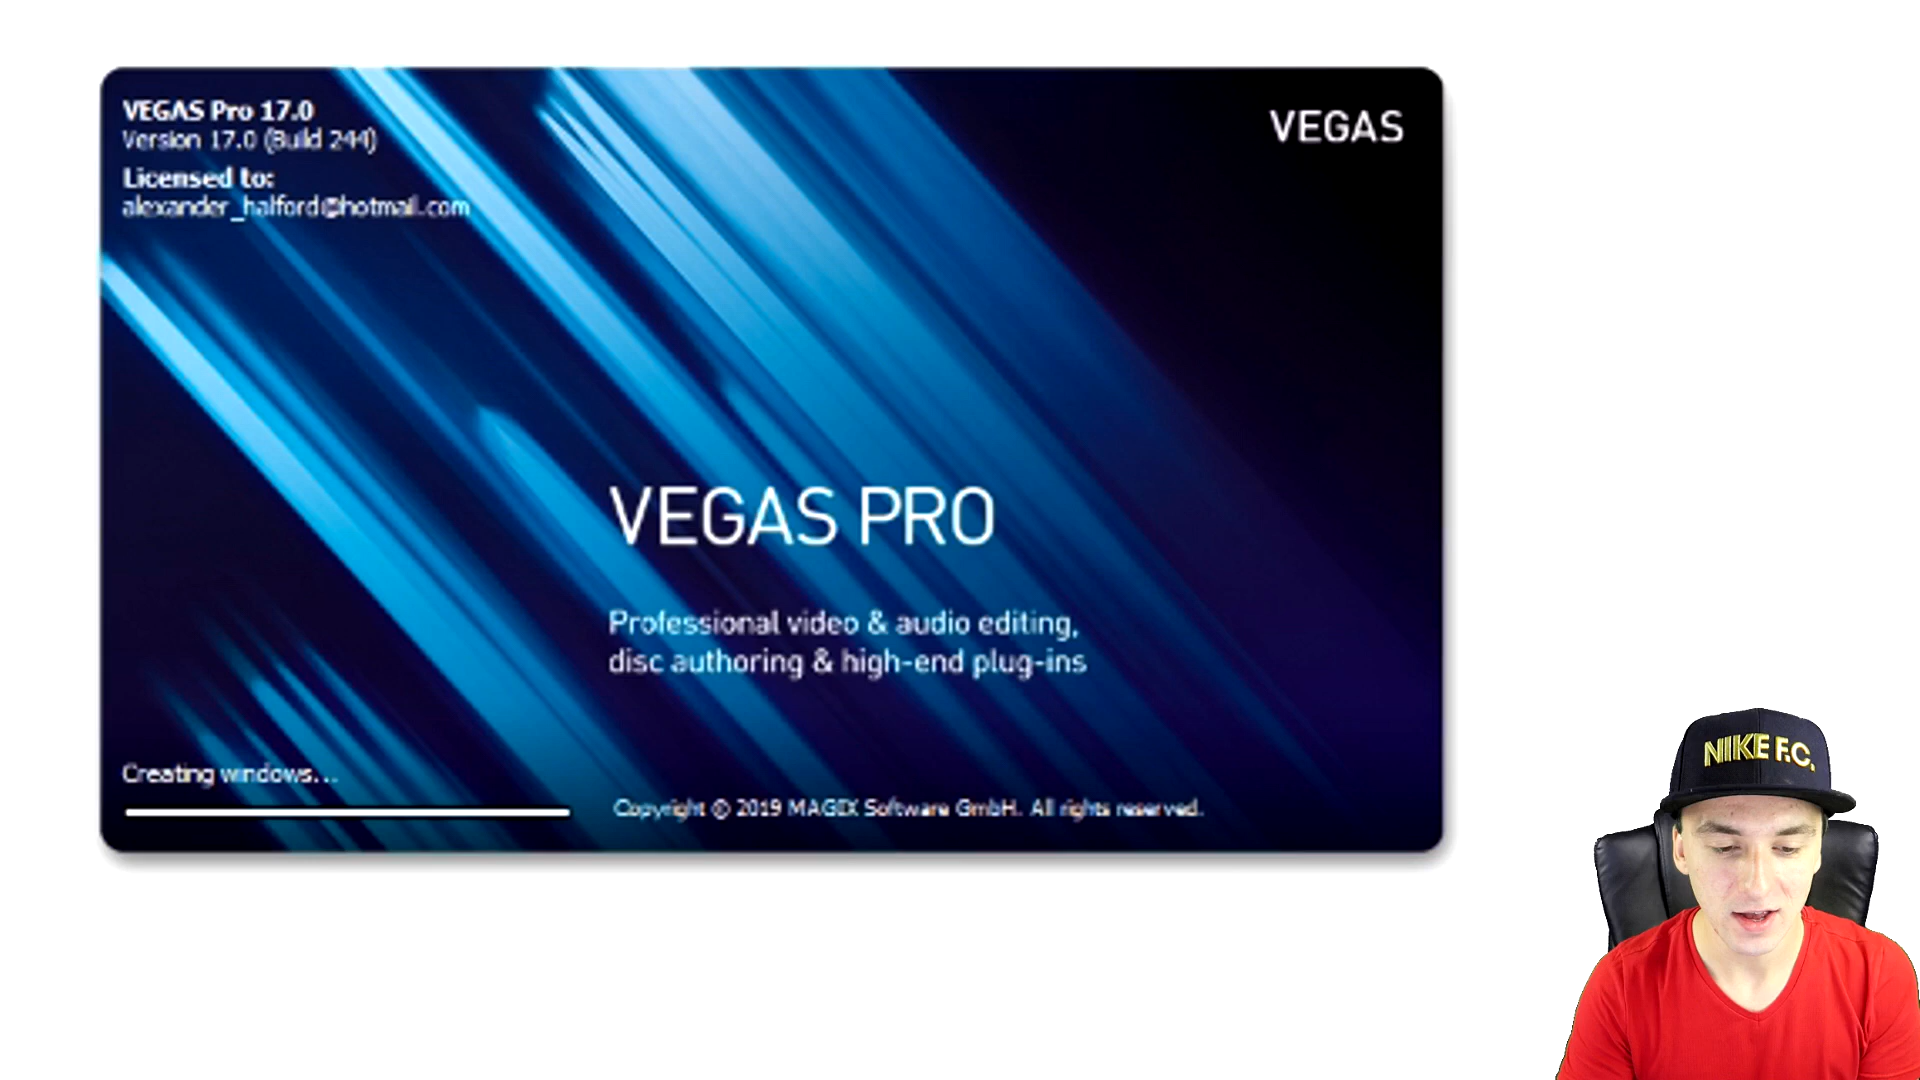 VEGAS Pro 17.0
Version 17.0 (Build 244)
Licensed to:
alexander_halford@hotmail.com
VEGAS
VEGAS PRO
Professional video & audio editing,
disc authoring & high-end plug-ins
Creating windows...
Copyright © 2019 MAGIX Software GmbH. All rights reserved.
NIKE F.C.